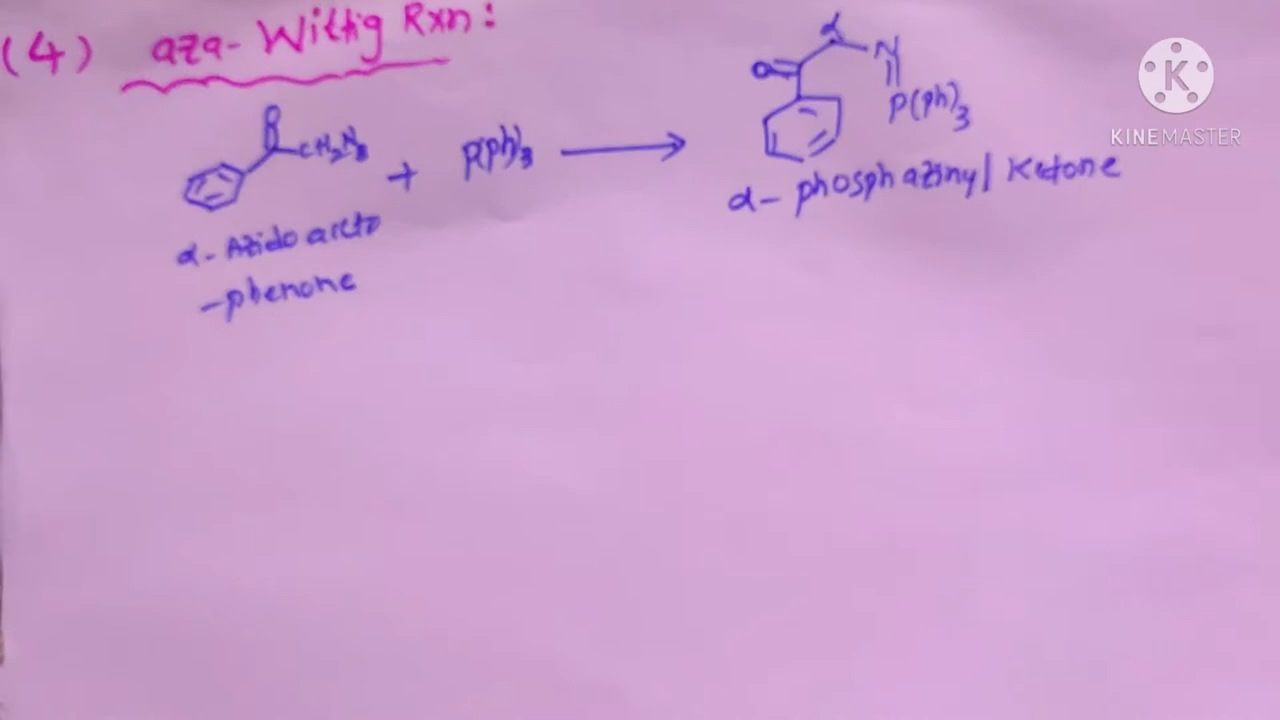 (4) aza-Wittig Rxn:
α
O N
CH₂N₃ + P(ph)₃ P(ph)₃
KINEMASTER
α- phosphazinyl Ketone
α-Azido aceto
-phenone